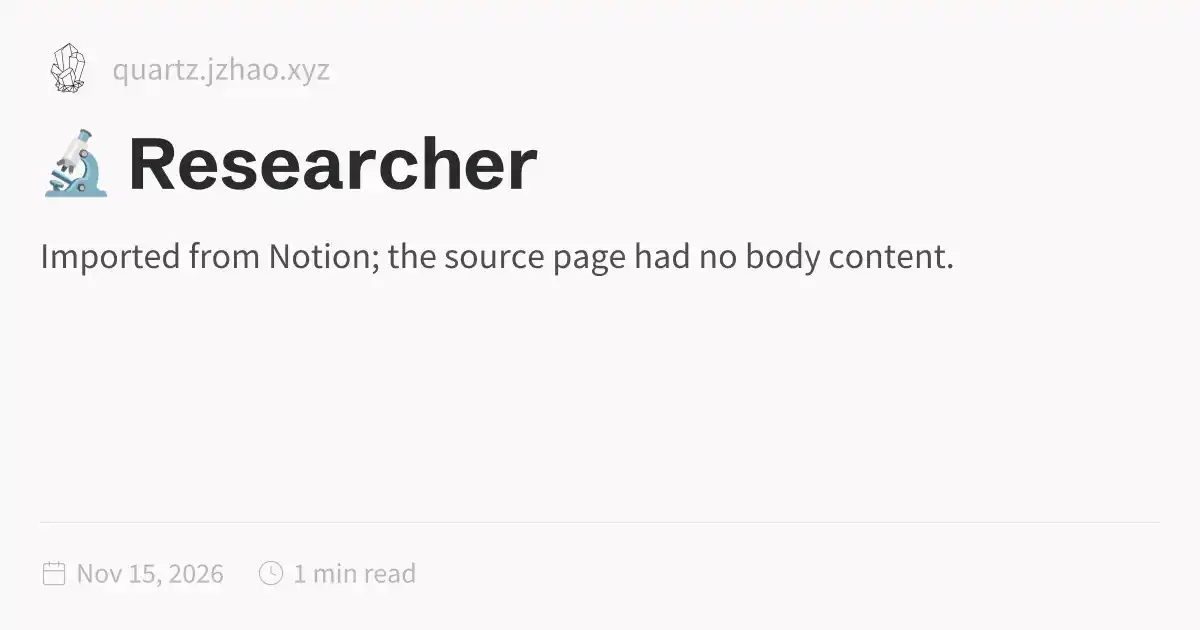 quartz.jzhao.xyz
🔬 Researcher
Imported from Notion; the source page had no body content.
Nov 15, 2026
1 min read